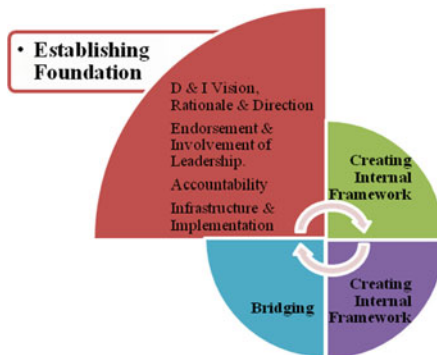 • Establishing
Foundation
D & I Vision,
Rationale & Direction
Endorsement &
Involvement of
Leadership.
Accountability
Infrastructure &
Implementation
Creating
Internal
Framework
Bridging
Creating
Internal
Framework